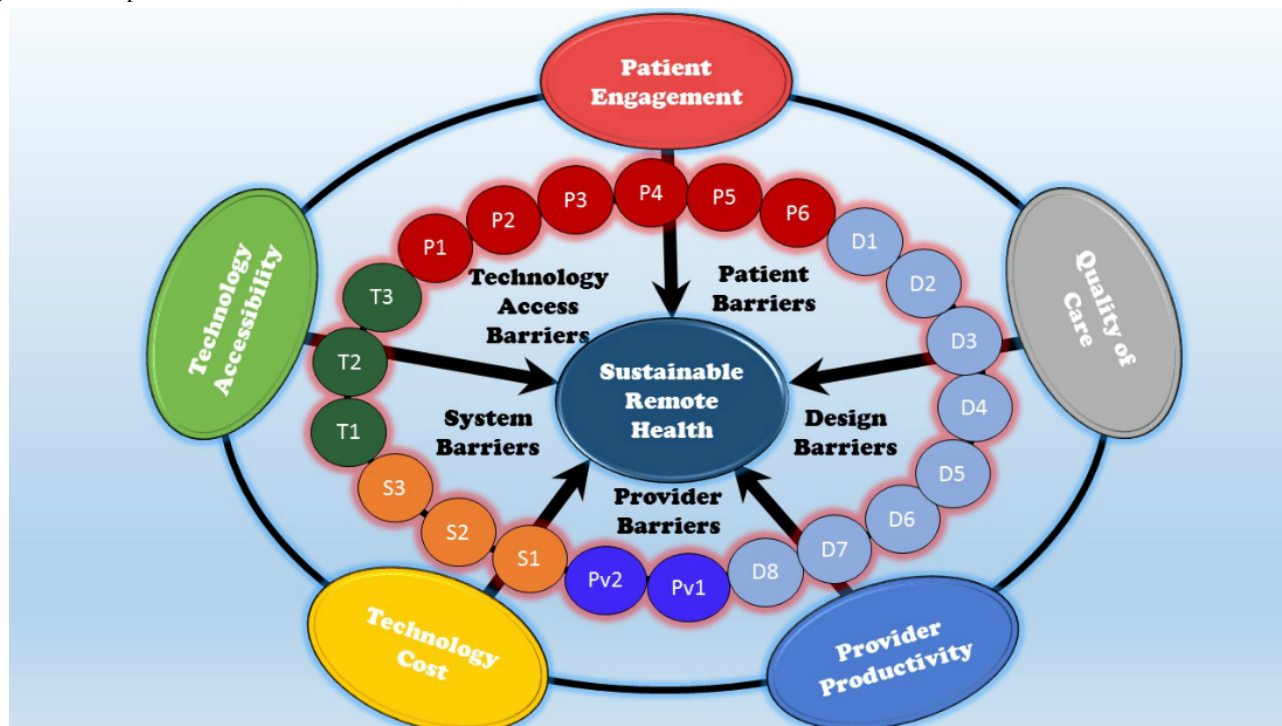 Patient
Engagement
P1
P2
P3
P4
P5
P6
D1
D2
D3
D4
D5
D6
D7
D8
Pv1
Pv2
S1
S2
S3
T1
T2
T3
Technology
Accessibility
Quality of
Care
Technology
Access
Barriers
Patient
Barriers
Sustainable
Remote
Health
System
Barriers
Design
Barriers
Provider
Barriers
Technology
Cost
Provider
Productivity